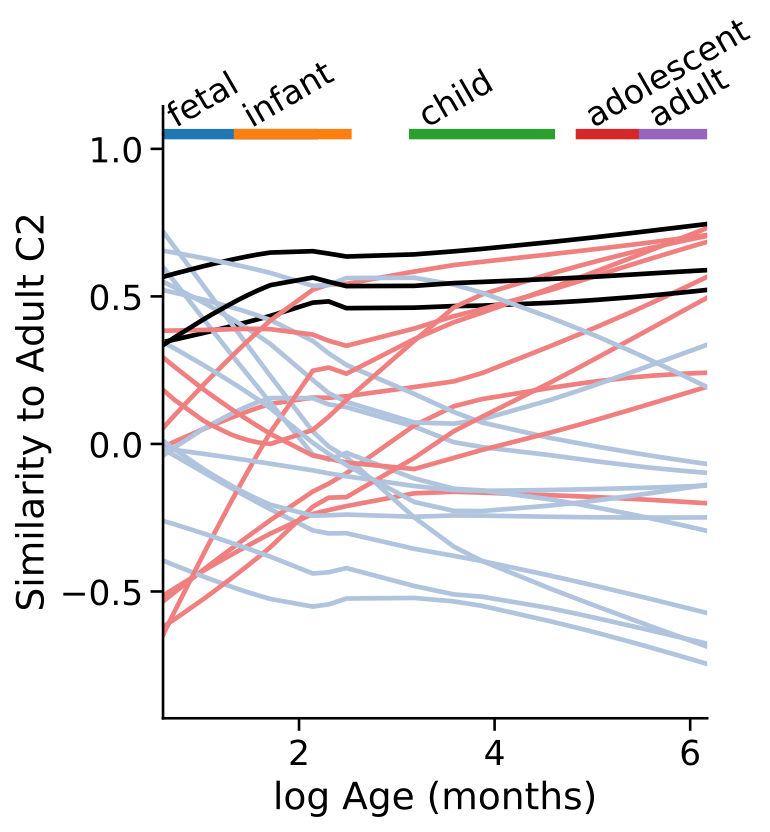 fetal
infant
child
adolescent
adult
1.0
0.5
0.0
−0.5
Similarity to Adult C2
2
4
6
log Age (months)